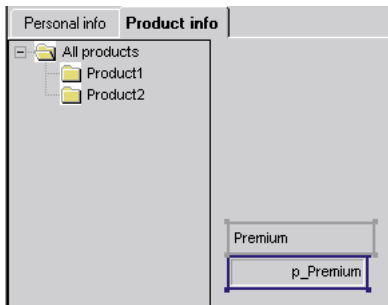 Personal info Product info
All products
Product1
Product2
Premium
p_Premium